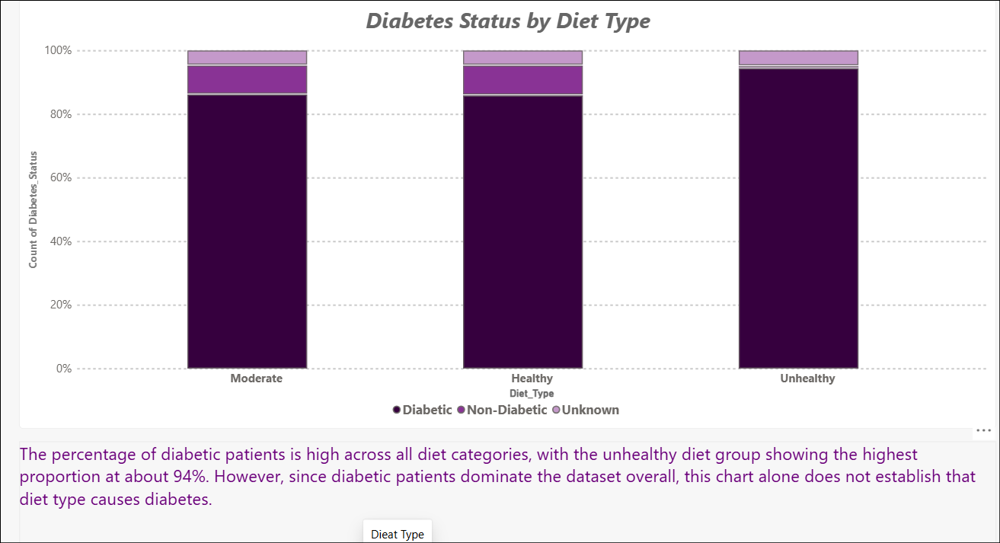 Diabetes Status by Diet Type
100%
80%
60%
40%
20%
0%
Count of Diabetes_Status
Moderate
Healthy
Unhealthy
Diet_Type
Diabetic Non-Diabetic Unknown
The percentage of diabetic patients is high across all diet categories, with the unhealthy diet group showing the highest
proportion at about 94%. However, since diabetic patients dominate the dataset overall, this chart alone does not establish that
diet type causes diabetes.
Dieat Type